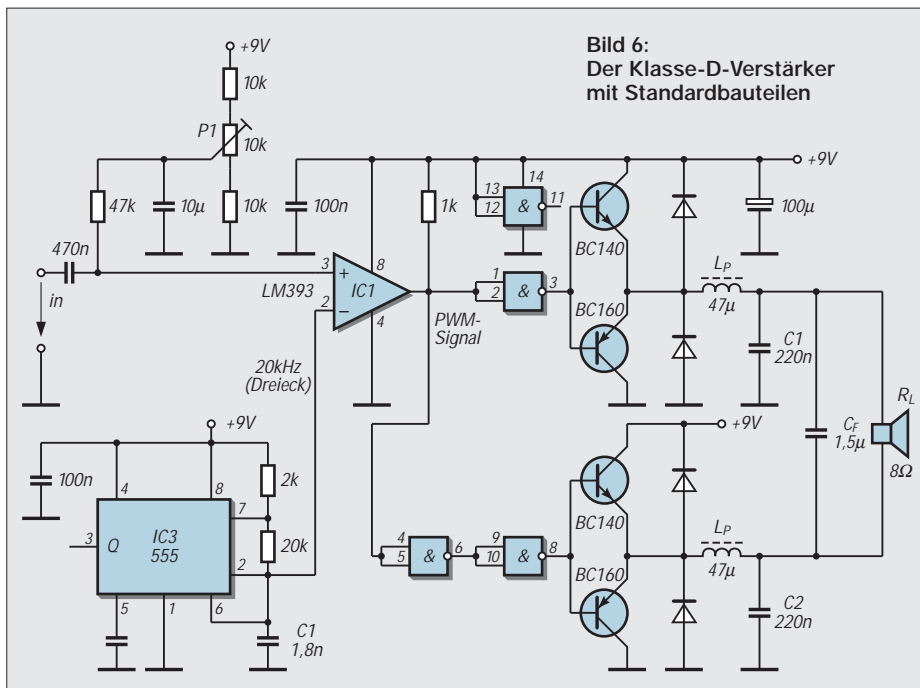 Bild 6:
Der Klasse-D-Verstärker
mit Standardbauteilen
+9V
10k
P1
10k
10k
47k
10µ
470n
in
100n
3
+
2
−
8
4
LM393
IC1
1k
PWM-
Signal
20kHz
(Dreieck)
13
12
14
&
11
1
2
&
3
BC140
BC160
+9V
100µ
LP
47µ
C1
220n
CF
1,5µ
RL
8Ω
+9V
100n
4
8
2k
7
3
Q
IC3
555
20k
2
6
5
1
C1
1,8n
4
5
&
6
9
10
&
8
BC140
BC160
+9V
LP
47µ
C2
220n